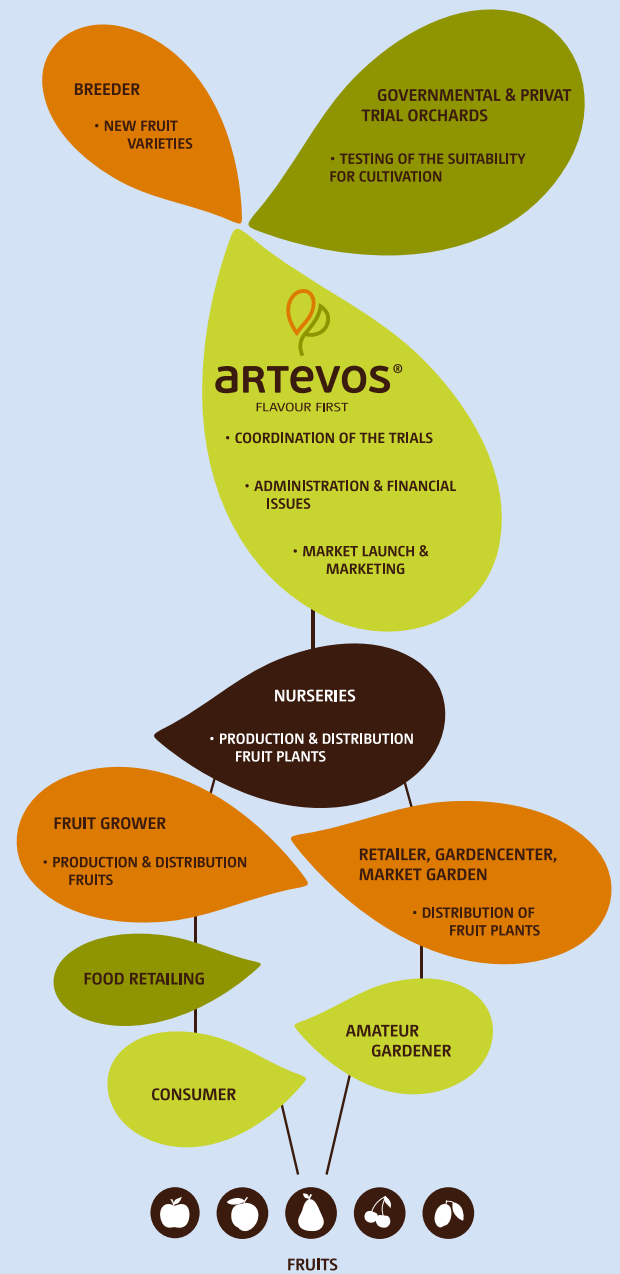 BREEDER
• NEW FRUIT
VARIETIES
GOVERNMENTAL & PRIVAT
TRIAL ORCHARDS
• TESTING OF THE SUITABILITY
FOR CULTIVATION
aRTeVOS®
FLAVOUR FIRST
• COORDINATION OF THE TRIALS
• ADMINISTRATION & FINANCIAL
ISSUES
• MARKET LAUNCH &
MARKETING
NURSERIES
• PRODUCTION & DISTRIBUTION
FRUIT PLANTS
FRUIT GROWER
• PRODUCTION & DISTRIBUTION
FRUITS
RETAILER, GARDENCENTER,
MARKET GARDEN
• DISTRIBUTION OF
FRUIT PLANTS
FOOD RETAILING
AMATEUR
GARDENER
CONSUMER
FRUITS